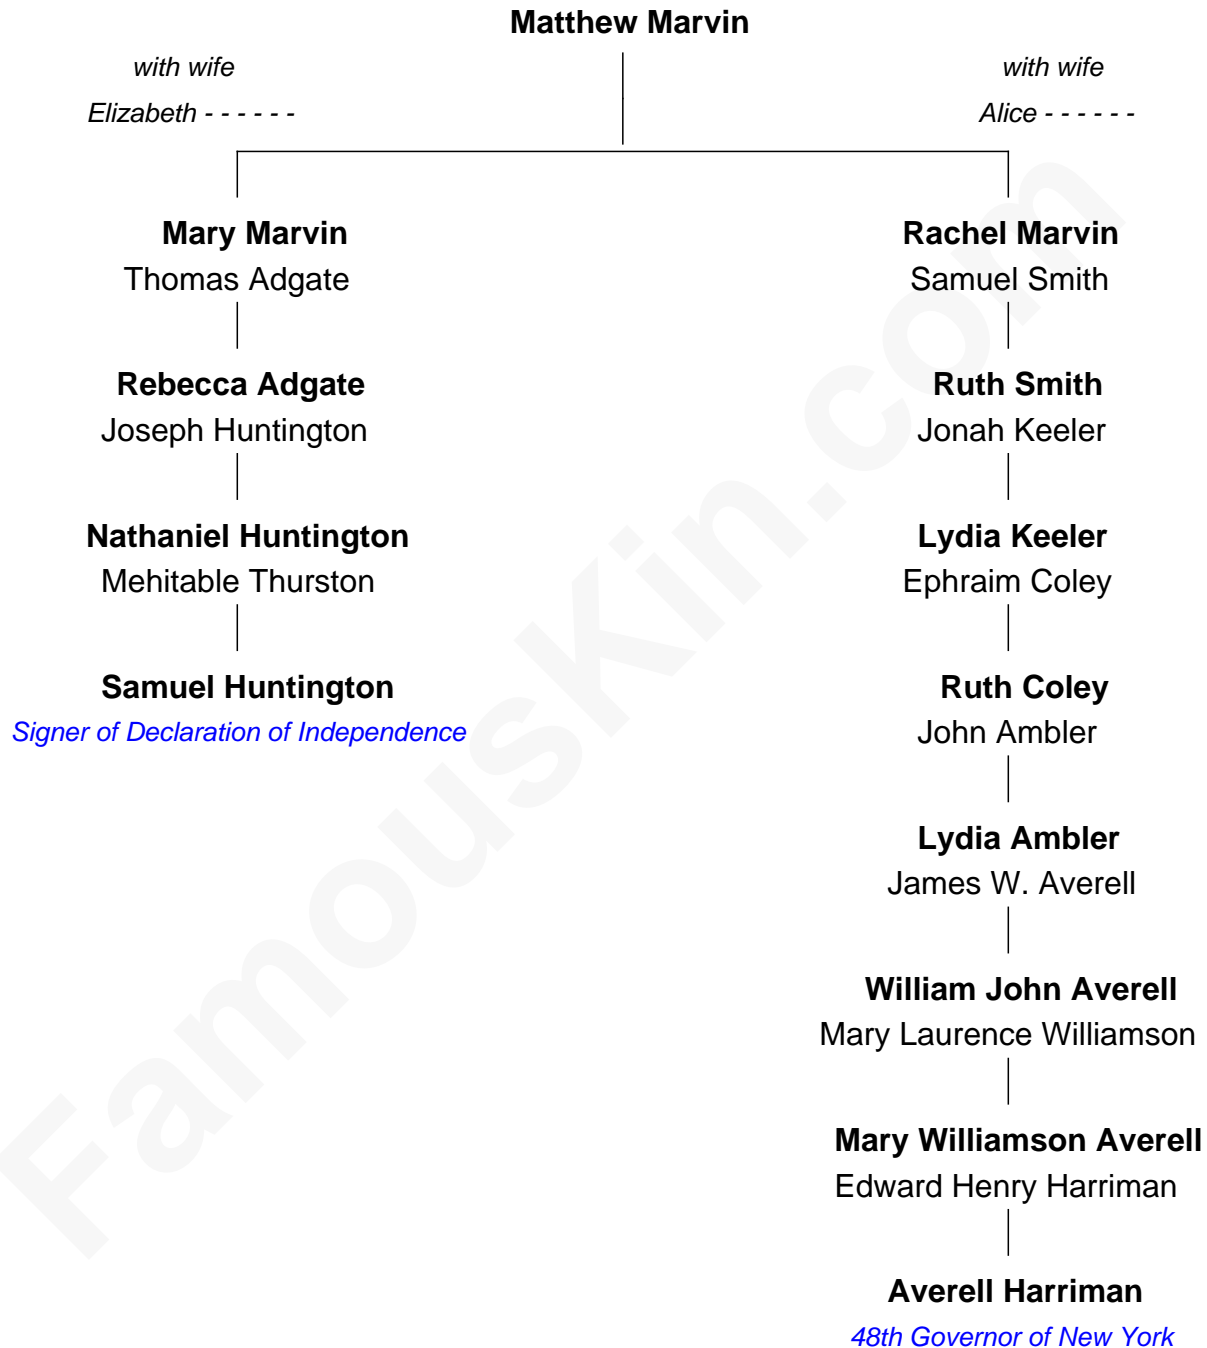 Matthew Marvin
with wife
Elizabeth - - - - - -
with wife
Alice - - - - - -
Mary Marvin
Thomas Adgate
Rebecca Adgate
Joseph Huntington
Nathaniel Huntington
Mehitable Thurston
Samuel Huntington
Signer of Declaration of Independence
Rachel Marvin
Samuel Smith
Ruth Smith
Jonah Keeler
Lydia Keeler
Ephraim Coley
Ruth Coley
John Ambler
Lydia Ambler
James W. Averell
William John Averell
Mary Laurence Williamson
Mary Williamson Averell
Edward Henry Harriman
Averell Harriman
48th Governor of New York
FamousKin.com